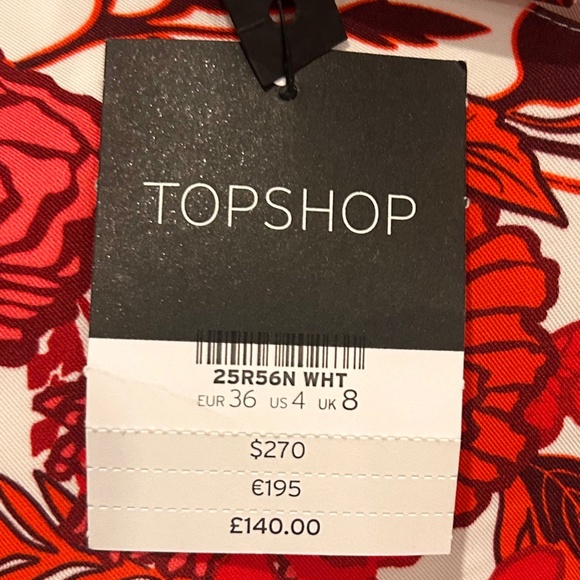 TOPSHOP
25R56N WHT
EUR 36 US 4 UK 8
$270
€195
£140.00